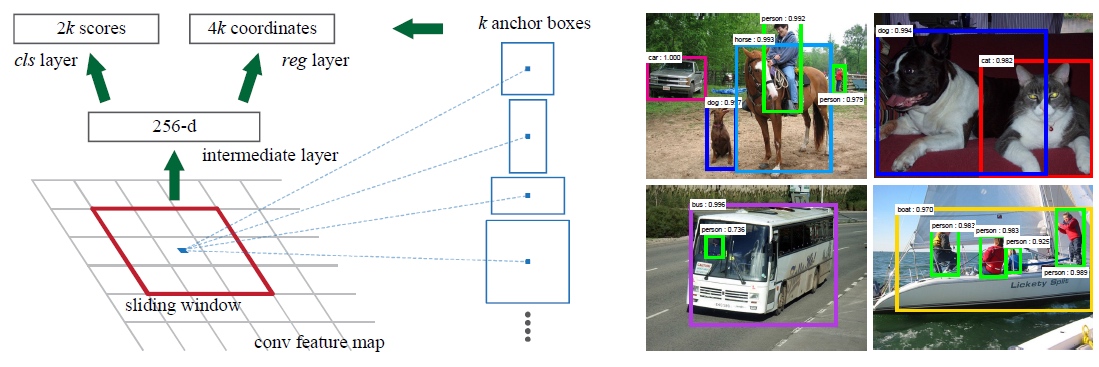 2k scores
4k coordinates
k anchor boxes
cls layer
reg layer
256-d
intermediate layer
sliding window
conv feature map
person : 0.992
horse : 0.993
car : 1.000
dog : 0.997
person : 0.979
dog : 0.994
cat : 0.982
bus : 0.996
person : 0.736
boat : 0.970
person : 0.983
person : 0.983
person : 0.925
person : 0.989
Lickety Split